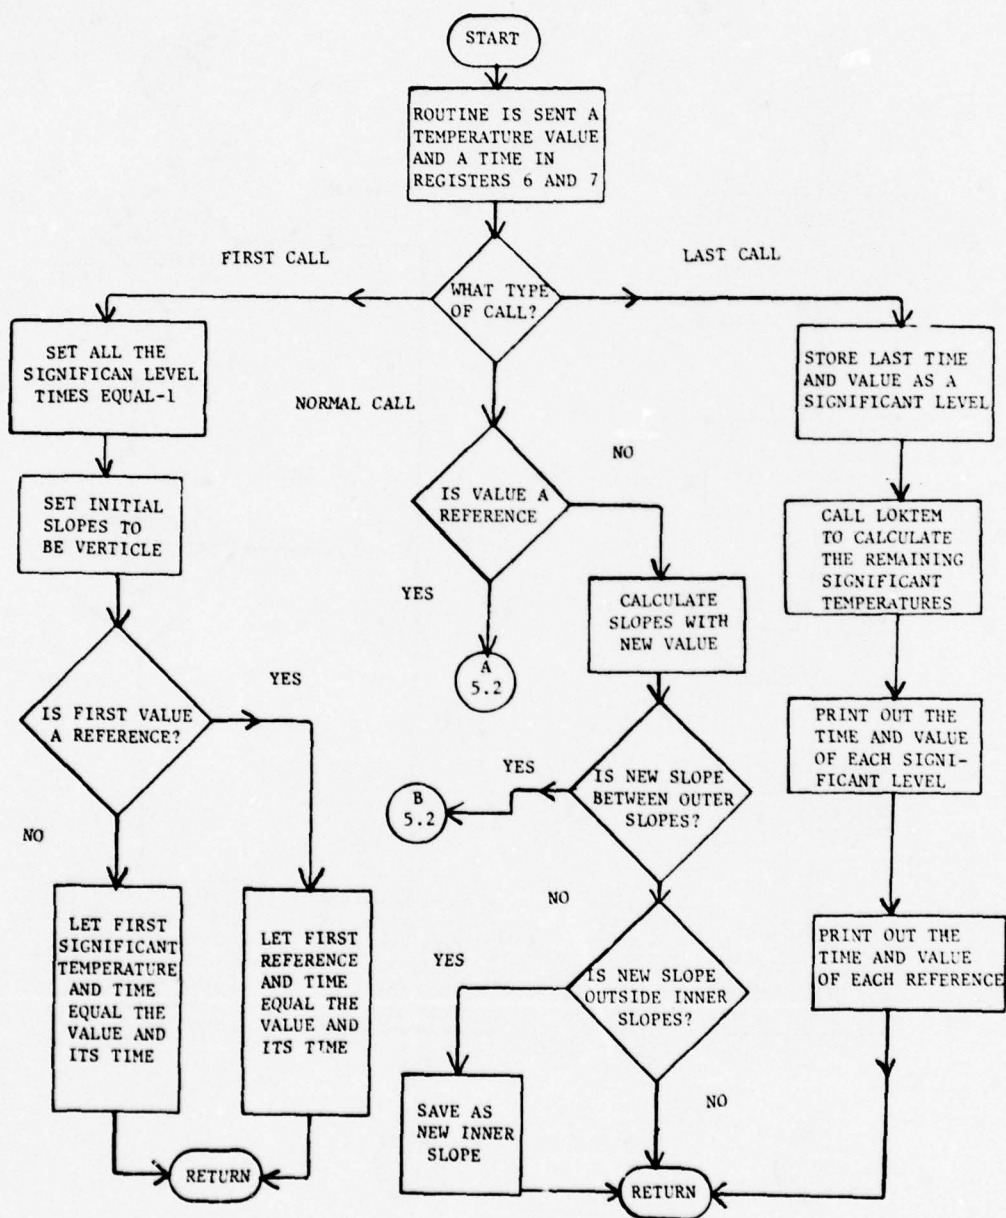 START
ROUTINE IS SENT A
TEMPERATURE VALUE
AND A TIME IN
REGISTERS 6 AND 7
FIRST CALL
LAST CALL
WHAT TYPE
OF CALL?
SET ALL THE
SIGNIFICAN LEVEL
TIMES EQUAL-1
STORE LAST TIME
AND VALUE AS A
SIGNIFICANT LEVEL
NORMAL CALL
NO
IS VALUE A
REFERENCE
YES
SET INITIAL
SLOPES TO
BE VERTICLE
CALL LOKTEM
TO CALCULATE
THE REMAINING
SIGNIFICANT
TEMPERATURES
CALCULATE
SLOPES WITH
NEW VALUE
A
5.2
YES
IS FIRST VALUE
A REFERENCE?
NO
PRINT OUT THE
TIME AND VALUE
OF EACH SIGNI-
FICANT LEVEL
YES
IS NEW SLOPE
BETWEEN OUTER
SLOPES?
B
5.2
NO
LET FIRST
SIGNIFICANT
TEMPERATURE
AND TIME
EQUAL THE
VALUE AND
ITS TIME
LET FIRST
REFERENCE
AND TIME
EQUAL THE
VALUE AND
ITS TIME
YES
IS NEW SLOPE
OUTSIDE INNER
SLOPES?
PRINT OUT THE
TIME AND VALUE
OF EACH REFERENCE
NO
SAVE AS
NEW INNER
SLOPE
RETURN
RETURN